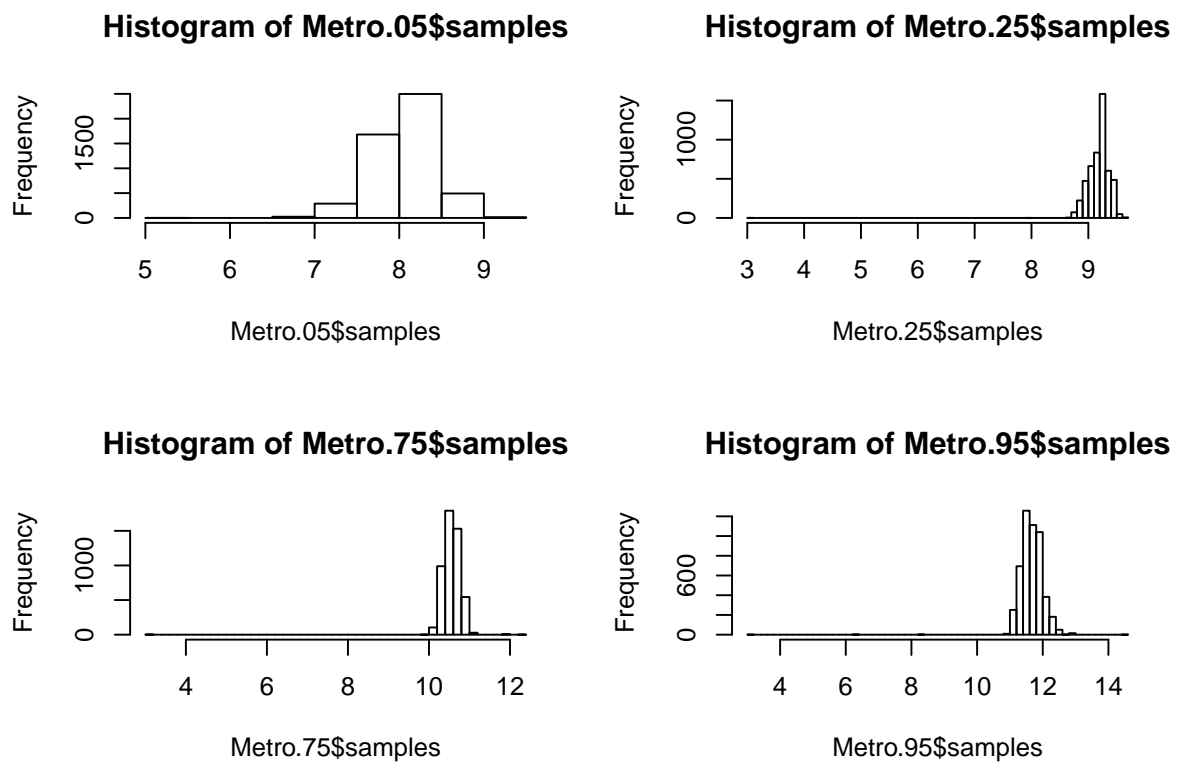 Histogram of Metro.05$samples
Frequency
0 1500
5 6 7 8 9
Metro.05$samples
Histogram of Metro.25$samples
Frequency
0 1000
3 4 5 6 7 8 9
Metro.25$samples
Histogram of Metro.75$samples
Frequency
0 1000
4 6 8 10 12
Metro.75$samples
Histogram of Metro.95$samples
Frequency
0 600
4 6 8 10 12 14
Metro.95$samples